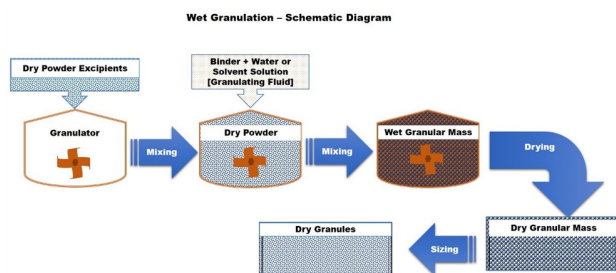 Wet Granulation – Schematic Diagram
Dry Powder Excipients
Binder + Water or
Solvent Solution
[Granulating Fluid]
Granulator
Mixing
Dry Powder
Mixing
Wet Granular Mass
Drying
Dry Granules
Sizing
Dry Granular Mass